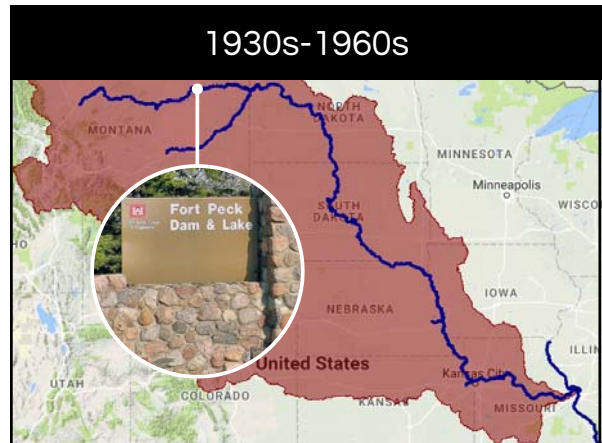 1930s-1960s
MONTANA
NORTH
DAKOTA
MINNESOTA
Minneapolis
WISCO
HO
SOUTH
DAKOTA
Fort Peck
Dam & Lake
IOWA
NEBRASKA
ILLIN
United States
UTAH
COLORADO
Kansas City
KANSAS
MISSOURI